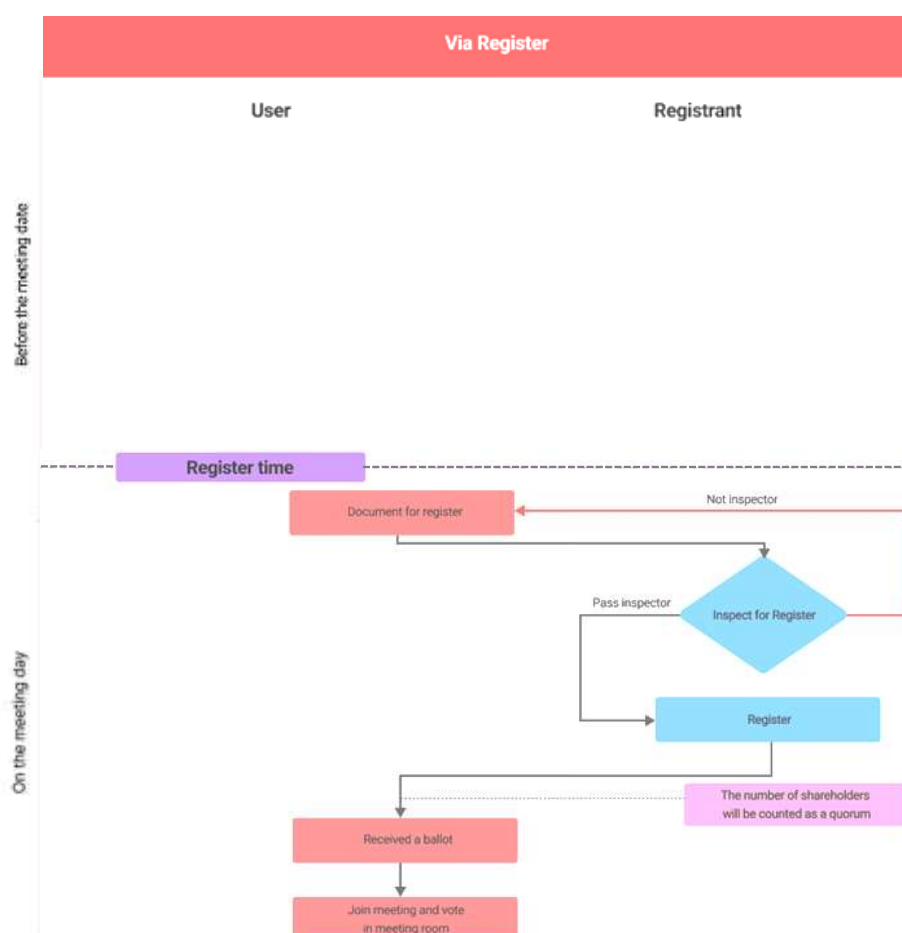 Via Register
User
Registrant
Before the meeting date
Register time
Document for register
Not inspector
Pass inspector
Inspect for Register
On the meeting day
Register
The number of shareholders
will be counted as a quorum
Received a ballot
Join meeting and vote
in meeting room